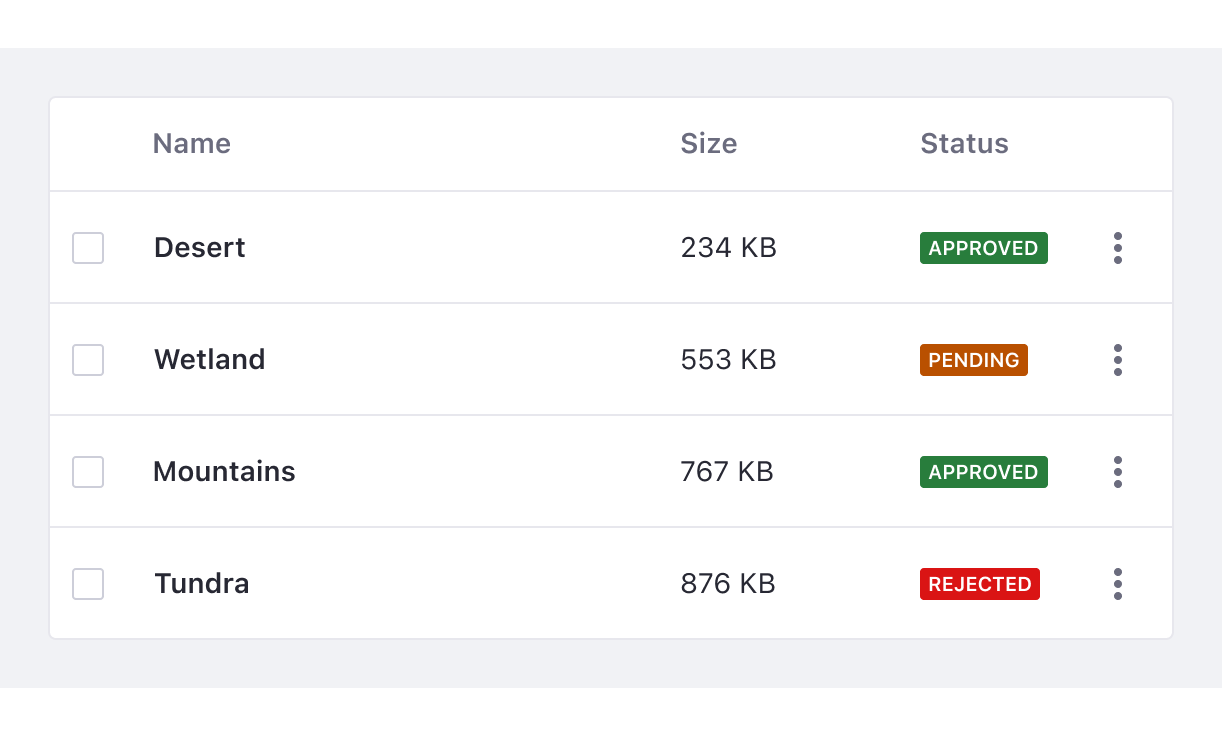 Name Size Status
Desert 234 KB APPROVED
Wetland 553 KB PENDING
Mountains 767 KB APPROVED
Tundra 876 KB REJECTED